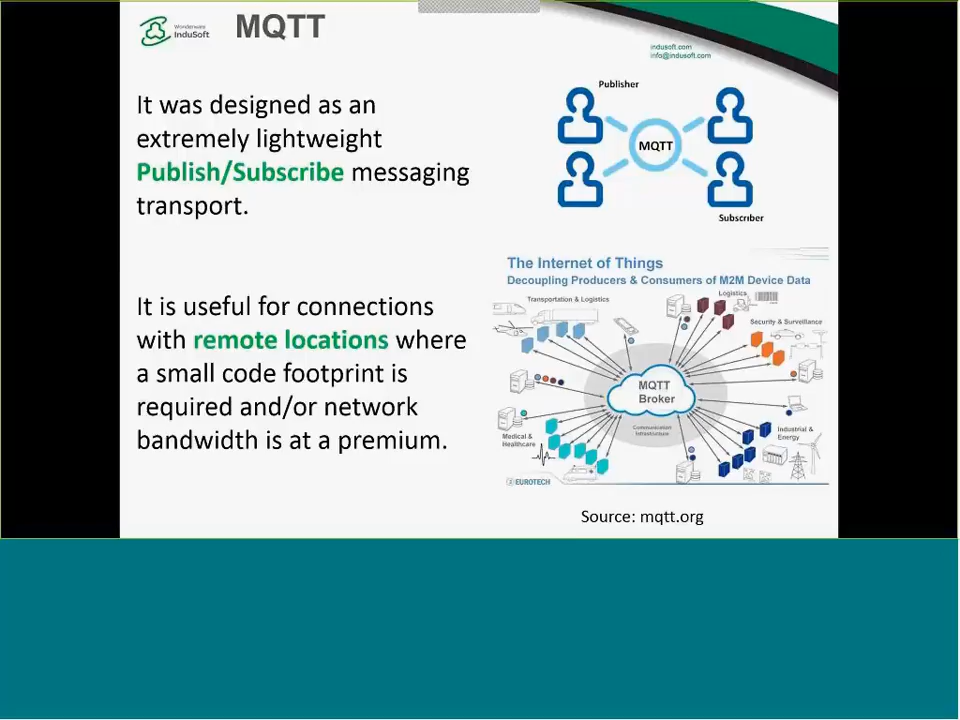 Wonderware
InduSoft
MQTT
indusoft.com
info@indusoft.com
It was designed as an
extremely lightweight
Publish/Subscribe messaging
transport.
It is useful for connections
with remote locations where
a small code footprint is
required and/or network
bandwidth is at a premium.
Publisher
MQTT
Subscriber
The Internet of Things
Decoupling Producers & Consumers of M2M Device Data
Transportation & Logistics
Logistics
Security & Surveillance
MQTT
Broker
Communication
Infrastructure
Medical &
Healthcare
Industrial &
Energy
EUROTECH
Source: mqtt.org